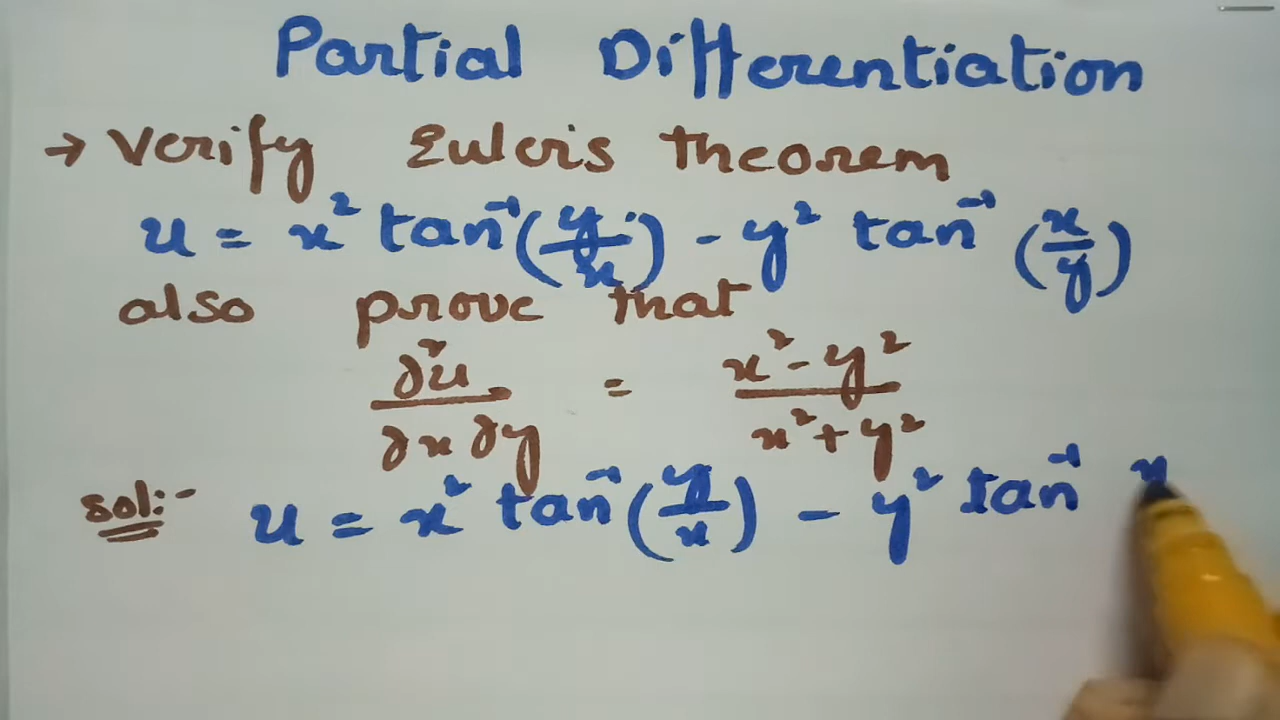 Partial Differentiation
→ Verify Euler's theorem
u = x² tan⁻¹(y/x) - y² tan⁻¹ (x/y)
also prove that
∂²u/∂x∂y = x²-y²/x²+y²
Sol:- u = x² tan⁻¹(y/x) - y² tan⁻¹ x